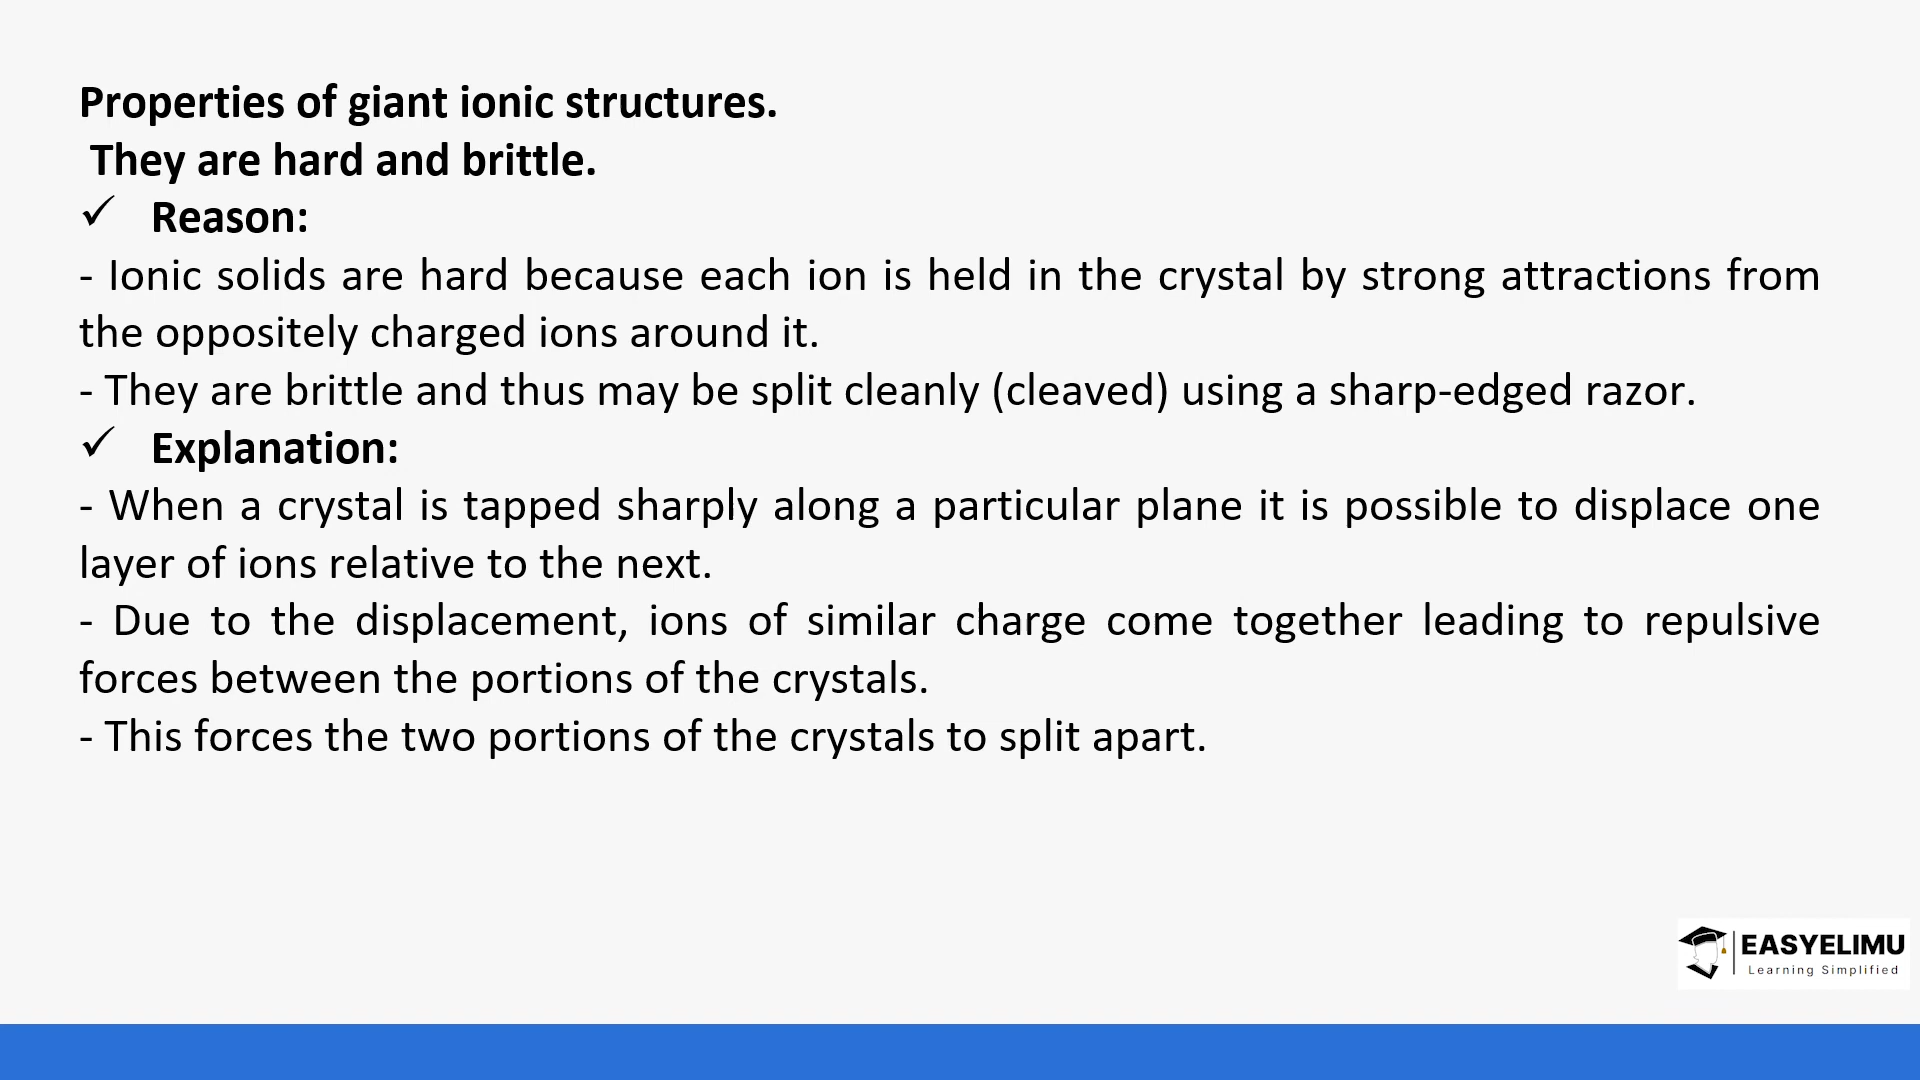 Properties of giant ionic structures.
They are hard and brittle.
✓ Reason:
- Ionic solids are hard because each ion is held in the crystal by strong attractions from
the oppositely charged ions around it.
- They are brittle and thus may be split cleanly (cleaved) using a sharp-edged razor.
✓ Explanation:
- When a crystal is tapped sharply along a particular plane it is possible to displace one
layer of ions relative to the next.
- Due to the displacement, ions of similar charge come together leading to repulsive
forces between the portions of the crystals.
- This forces the two portions of the crystals to split apart.
EASYELIMU
Learning Simplified